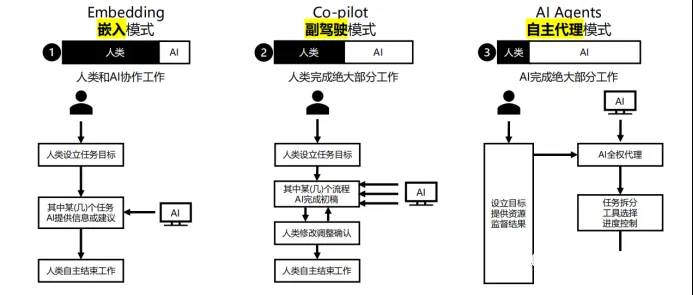 Embedding
嵌入模式
1
人类
AI
人类和AI协作工作
人类设立任务目标
其中某(几)个任务
AI提供信息或建议
AI
人类自主结束工作
Co-pilot
副驾驶模式
2
人类
AI
人类完成绝大部分工作
人类设立任务目标
其中某(几)个流程
AI完成初稿
AI
人类修改调整确认
人类自主结束工作
AI Agents
自主代理模式
3
人类
AI
AI完成绝大部分工作
AI
设立目标
提供资源
监督结果
AI全权代理
任务拆分
工具选择
进度控制